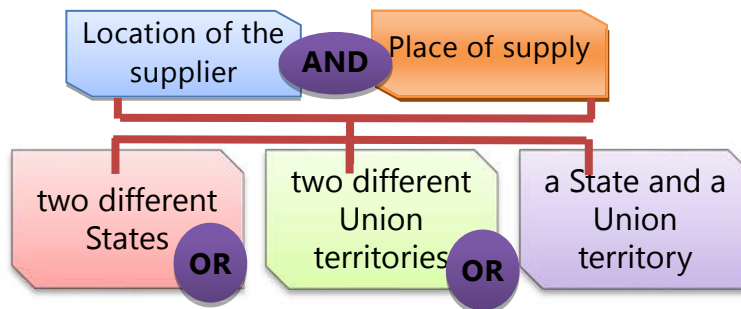 Location of the
supplier
AND
Place of supply
two different
States
OR
two different
Union
territories
OR
a State and a
Union
territory